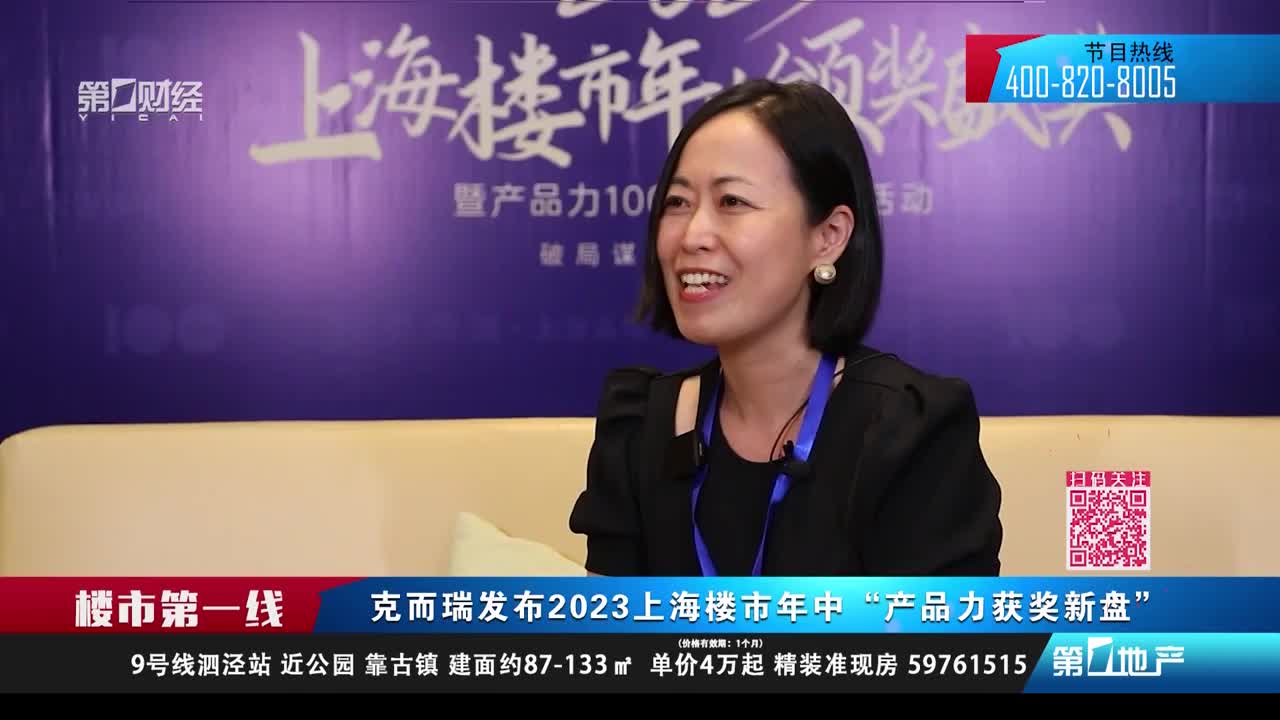 2023
上海楼市年中颁奖盛典
暨产品力100
活动
破局谋
第一财经
YICAI
节目热线
400-820-8005
100
扫码关注
楼市第一线
克而瑞发布2023上海楼市年中“产品力获奖新盘”
(价格有效期：1个月)
9号线泗泾站 近公园 靠古镇 建面约87-133㎡ 单价4万起 精装准现房 59761515
第1地产